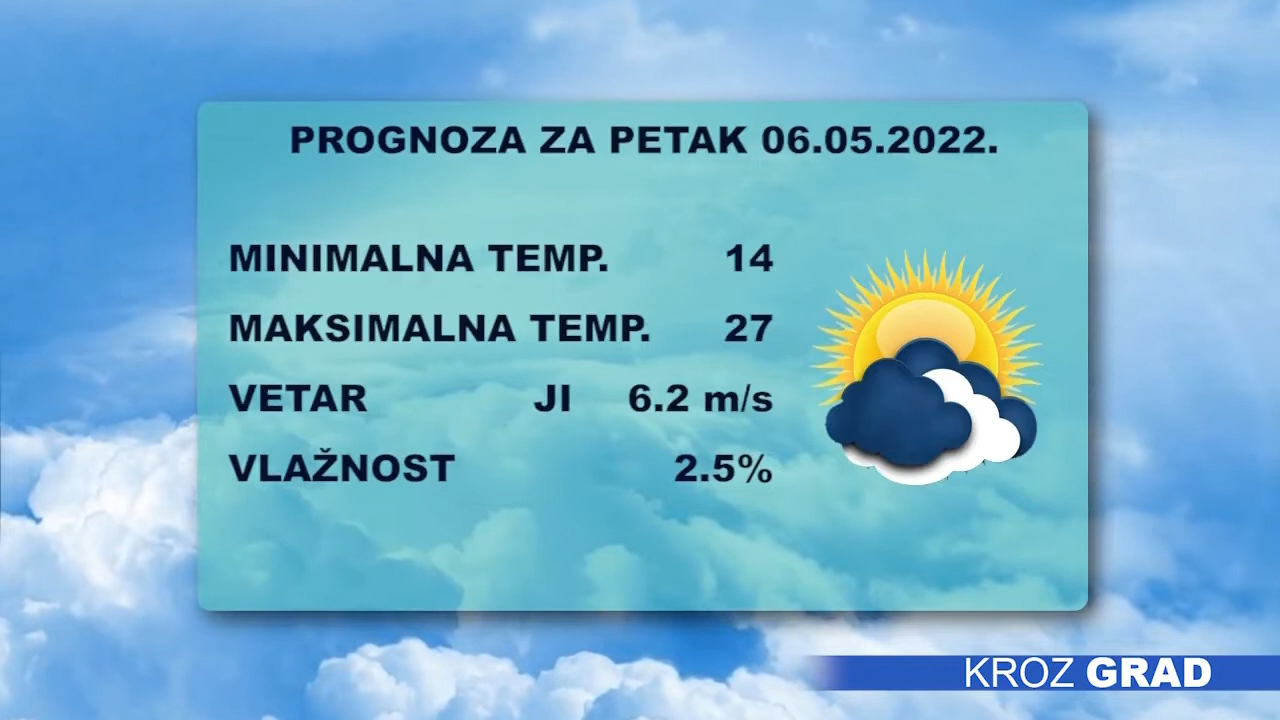 PROGNOZA ZA PETAK 06.05.2022.
MINIMALNA TEMP. 14
MAKSIMALNA TEMP. 27
VETAR JI 6.2 m/s
VLAŽNOST 2.5%
KROZ GRAD